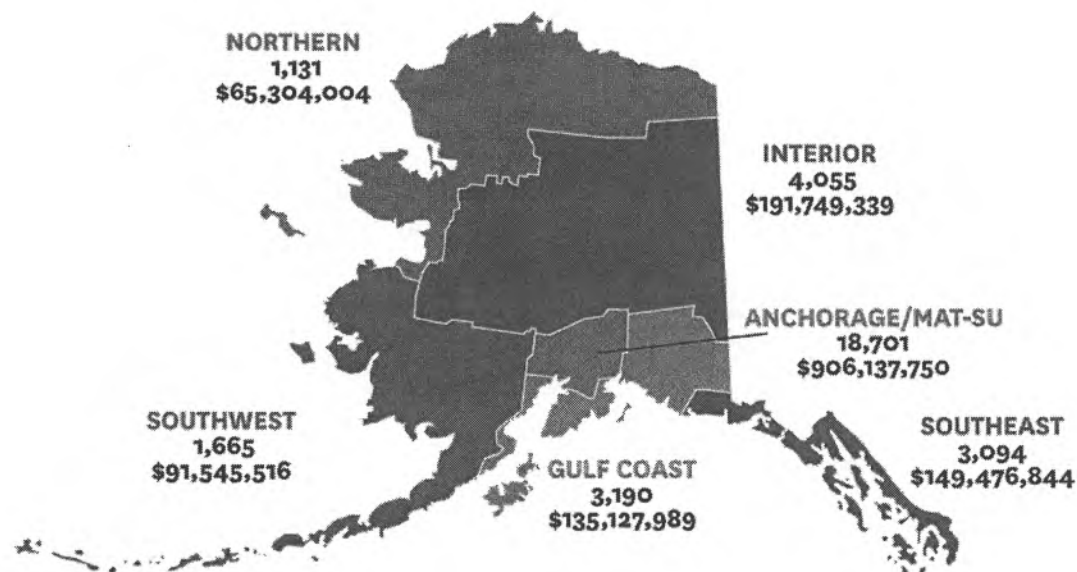 NORTHERN
1,131
$65,304,004
INTERIOR
4,055
$191,749,339
ANCHORAGE/MAT-SU
18,701
$906,137,750
SOUTHWEST
1,665
$91,545,516
GULF COAST
3,190
$135,127,989
SOUTHEAST
3,094
$149,476,844